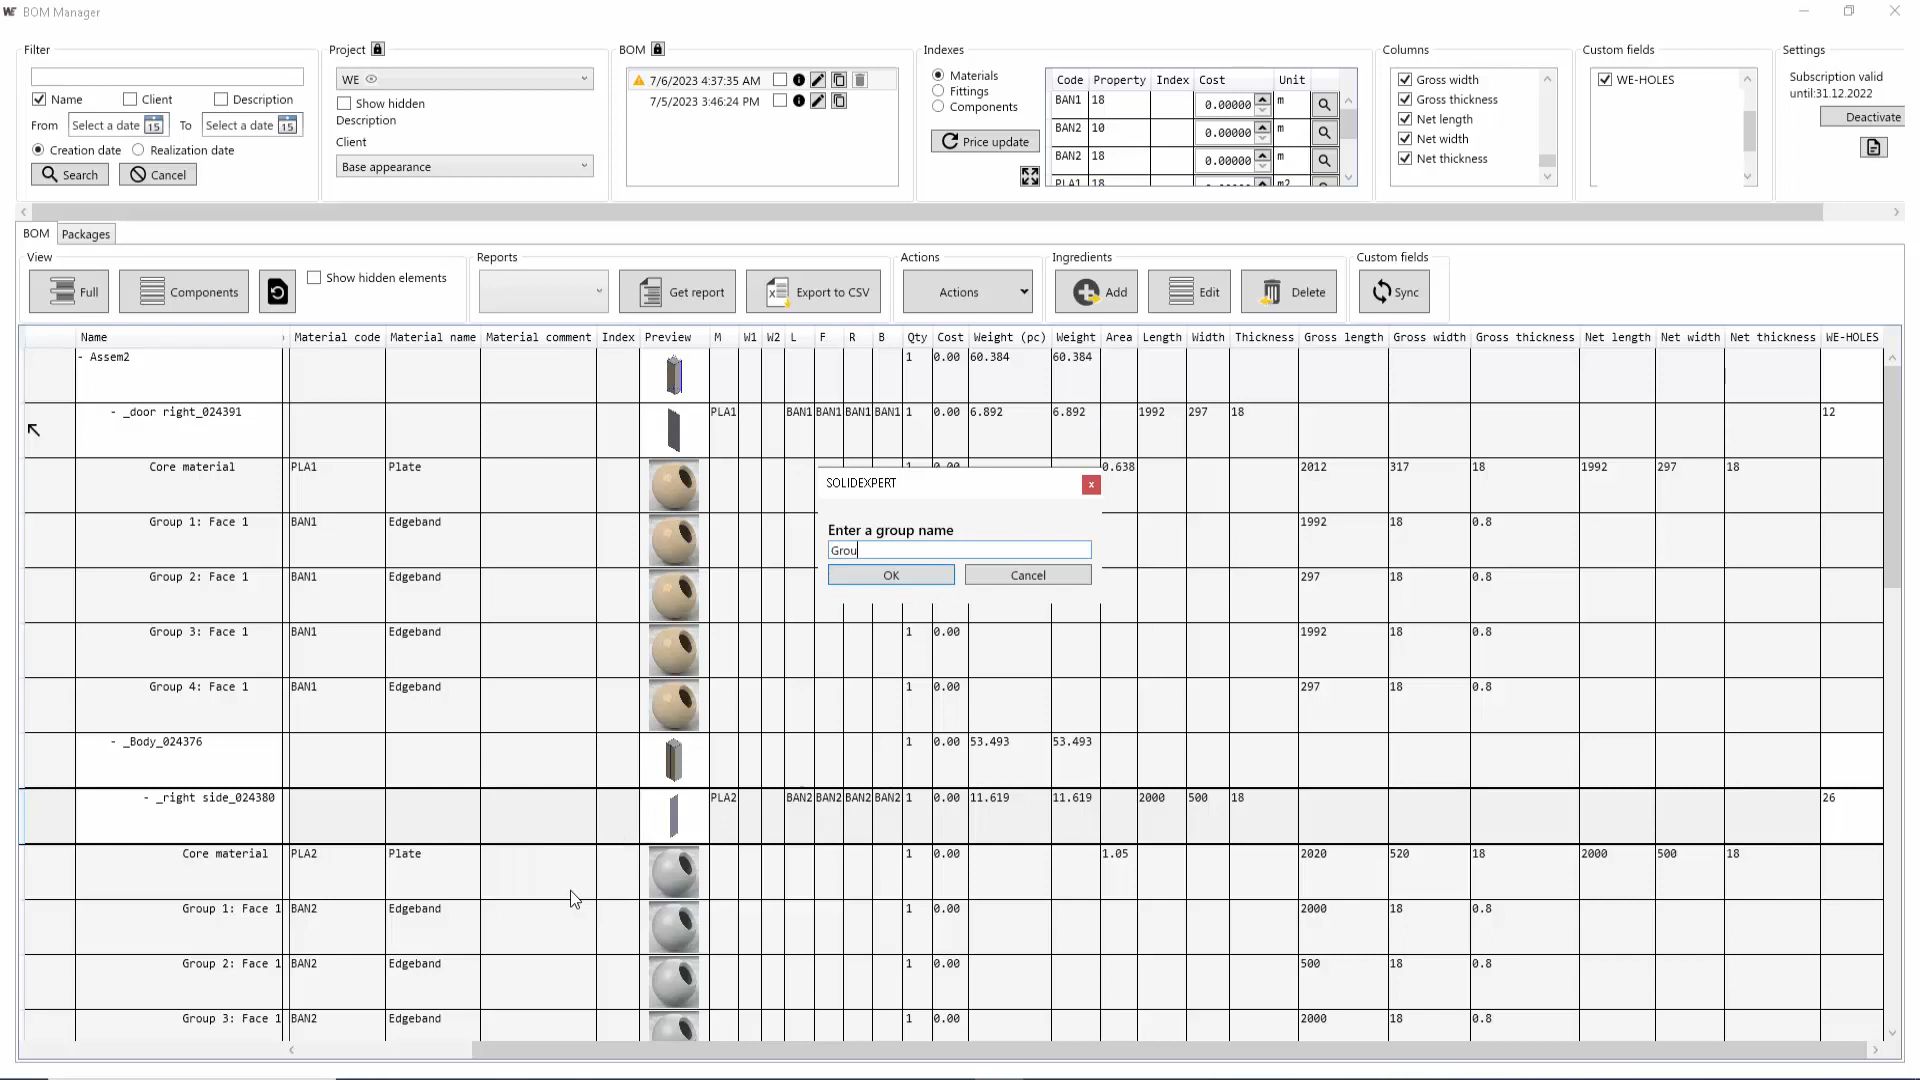 WE BOM Manager
Filter
Name Client Description
From Select a date 15 To Select a date 15
Creation date Realization date
Search Cancel
Project
WE
Show hidden
Description
Client
Base appearance
BOM
7/6/2023 4:37:35 AM
7/5/2023 3:46:24 PM
Indexes
Materials
Fittings
Components
Price update
Code Property Index Cost Unit
BAN1 18 0.00000 m
BAN2 10 0.00000 m
BAN2 18 0.00000 m
PLA1 18 m2
Columns
Gross width
Gross thickness
Net length
Net width
Net thickness
Custom fields
WE-HOLES
Settings
Subscription valid
until:31.12.2022
Deactivate
BOM Packages
View
Full Components Show hidden elements
Reports
Get report Export to CSV
Actions
Actions
Ingredients
Add Edit Delete
Custom fields
Sync
Name Material code Material name Material comment Index Preview M W1 W2 L F R B Qty Cost Weight (pc) Weight Area Length Width Thickness Gross length Gross width Gross thickness Net length Net width Net thickness WE-HOLES
- Assem2 1 0.00 60.384 60.384
- _door right_024391 PLA1 BAN1 BAN1 BAN1 BAN1 1 0.00 6.892 6.892 1992 297 18 12
Core material PLA1 Plate 1 0.00 0.638 2012 317 18 1992 297 18
Group 1: Face 1 BAN1 Edgeband 1992 18 0.8
Group 2: Face 1 BAN1 Edgeband 297 18 0.8
Group 3: Face 1 BAN1 Edgeband 1 0.00 1992 18 0.8
Group 4: Face 1 BAN1 Edgeband 1 0.00 297 18 0.8
- _Body_024376 1 0.00 53.493 53.493
- _right side_024380 PLA2 BAN2 BAN2 BAN2 BAN2 1 0.00 11.619 11.619 2000 500 18 26
Core material PLA2 Plate 1 0.00 1.05 2020 520 18 2000 500 18
Group 1: Face 1 BAN2 Edgeband 1 0.00 2000 18 0.8
Group 2: Face 1 BAN2 Edgeband 1 0.00 500 18 0.8
Group 3: Face 1 BAN2 Edgeband 1 0.00 2000 18 0.8
SOLIDEXPERT
Enter a group name
Grou
OK Cancel